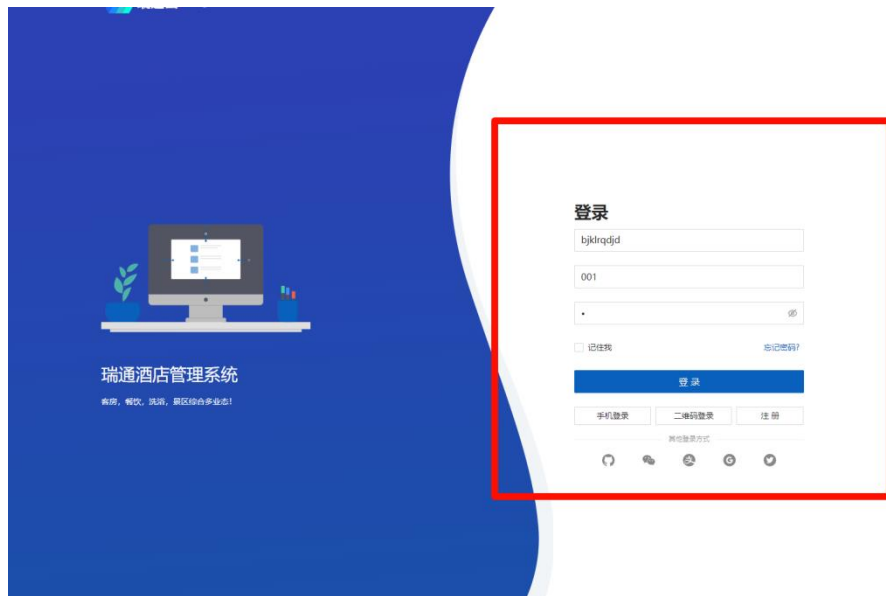 瑞通酒店管理系统
客房，餐饮，洗浴，景区综合多业态！
登录
bjklrqdjd
001
•
记住我 忘记密码?
登 录
手机登录 二维码登录 注 册
其他登录方式